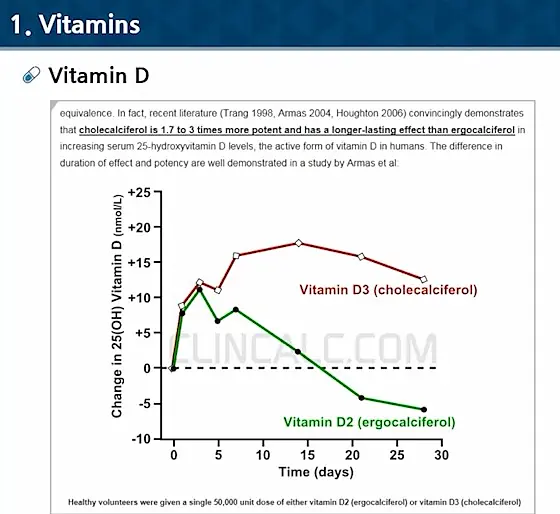 1. Vitamins
Vitamin D
equivalence. In fact, recent literature (Trang 1998, Armas 2004, Houghton 2006) convincingly demonstrates
that cholecalciferol is 1.7 to 3 times more potent and has a longer-lasting effect than ergocalciferol in
increasing serum 25-hydroxyvitamin D levels, the active form of vitamin D in humans. The difference in
duration of effect and potency are well demonstrated in a study by Armas et al:
Change in 25(OH) Vitamin D (nmol/L)
+25
+20
+15
+10
+5
0
-5
-10
Vitamin D3 (cholecalciferol)
CLINCALC.COM
Vitamin D2 (ergocalciferol)
0 5 10 15 20 25 30
Time (days)
Healthy volunteers were given a single 50,000 unit dose of either vitamin D2 (ergocalciferol) or vitamin D3 (cholecalciferol)